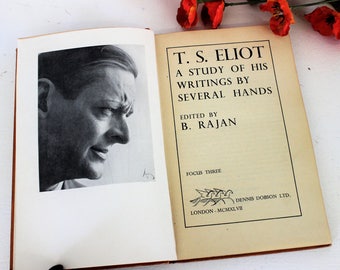 T. S. ELIOT
A STUDY OF HIS
WRITINGS BY
SEVERAL HANDS
EDITED BY
B. RAJAN
FOCUS THREE
DENNIS DOBSON LTD.
LONDON · MCMXLVII